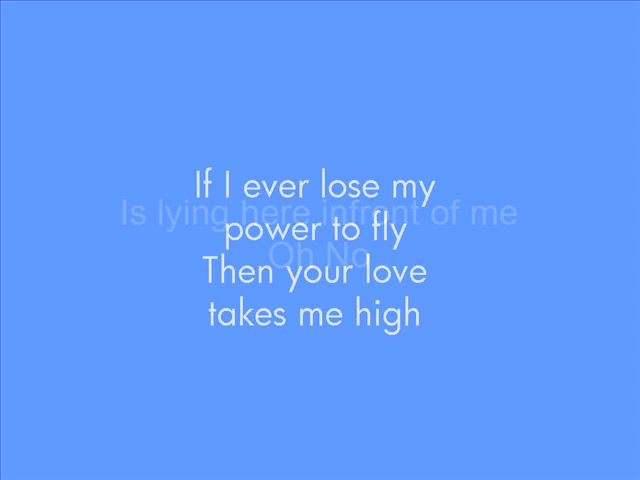 If I ever lose my
Is lying here infront of me
power to fly
Oh No
Then your love
takes me high